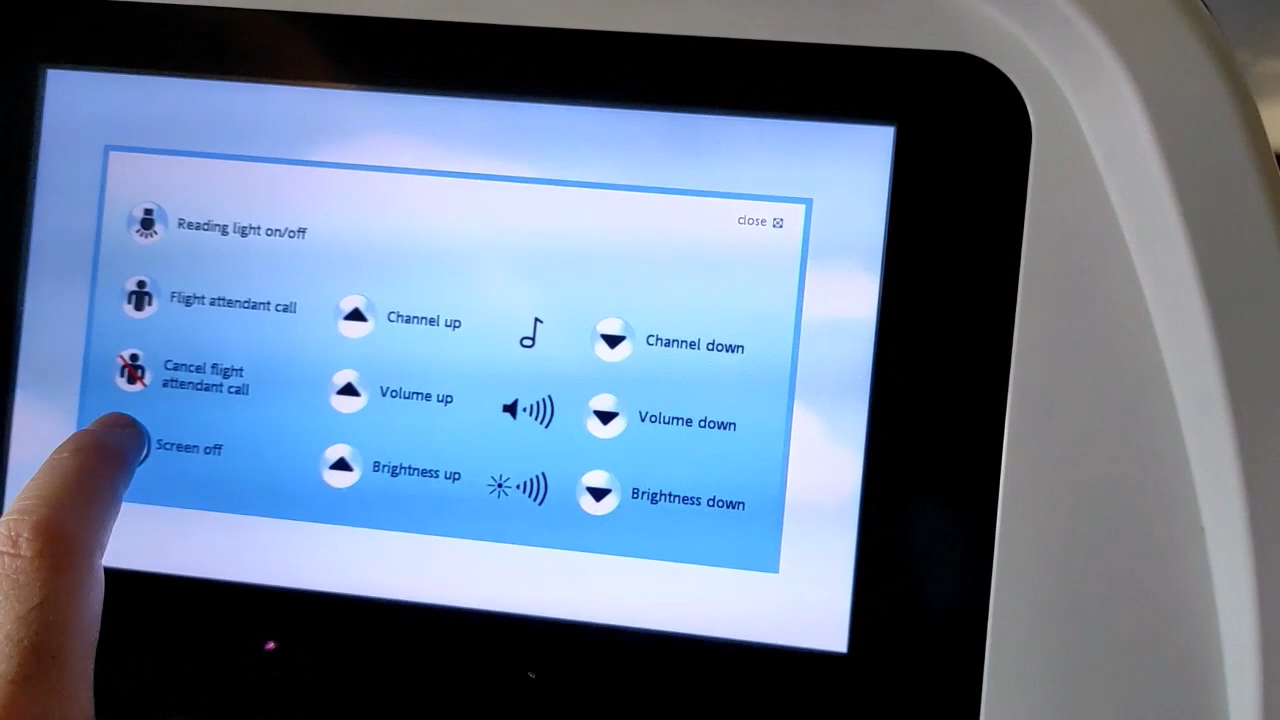 close
Reading light on/off
Flight attendant call
Channel up
Channel down
Cancel flight
attendant call
Volume up
Volume down
Screen off
Brightness up
Brightness down